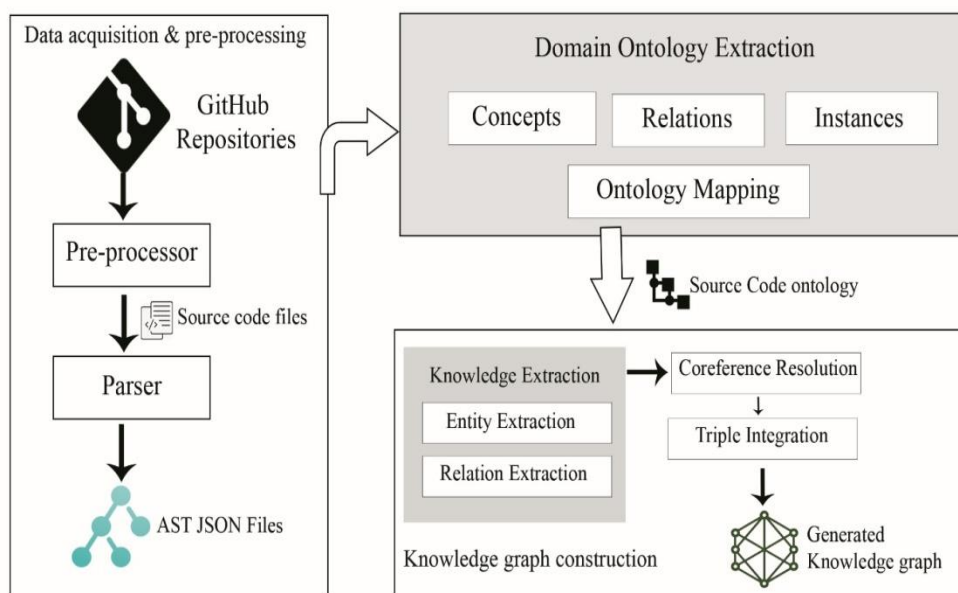 Data acquisition & pre-processing
GitHub
Repositories
Pre-processor
Source code files
Parser
AST JSON Files
Domain Ontology Extraction
Concepts
Relations
Instances
Ontology Mapping
Source Code ontology
Knowledge Extraction
Entity Extraction
Relation Extraction
Coreference Resolution
Triple Integration
Generated
Knowledge graph
Knowledge graph construction